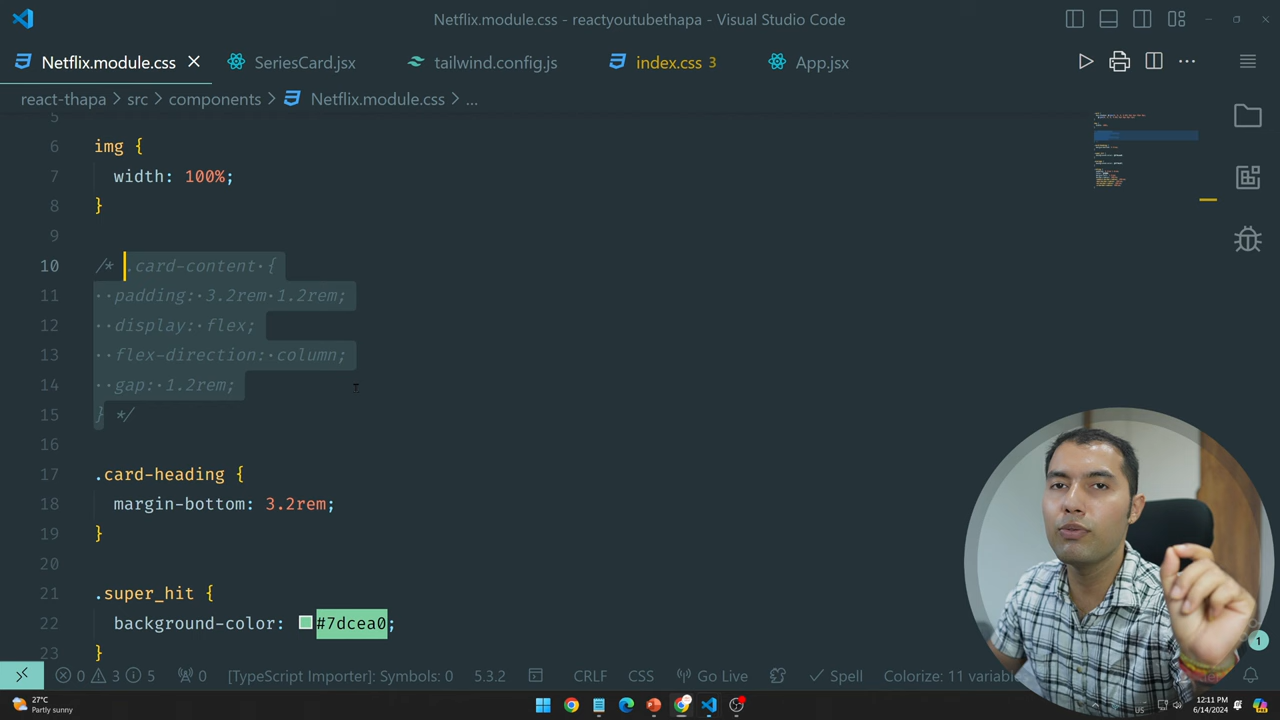 Netflix.module.css - reactyoutubethapa - Visual Studio Code
Netflix.module.css
SeriesCard.jsx
tailwind.config.js
index.css 3
App.jsx
react-thapa > src > components > Netflix.module.css > ...
5
6 img {
7 width: 100%;
8 }
9
10 /* .card-content {
11 padding: 3.2rem 1.2rem;
12 display: flex;
13 flex-direction: column;
14 gap: 1.2rem;
15 } */
16
17 .card-heading {
18 margin-bottom: 3.2rem;
19 }
20
21 .super_hit {
22 background-color: #7dcea0;
23 }
0 3 5 0 [TypeScript Importer]: Symbols: 0 5.3.2 CRLF CSS Go Live Spell Colorize: 11 variab
1
27°C
Partly sunny
US
12:11 PM
6/14/2024